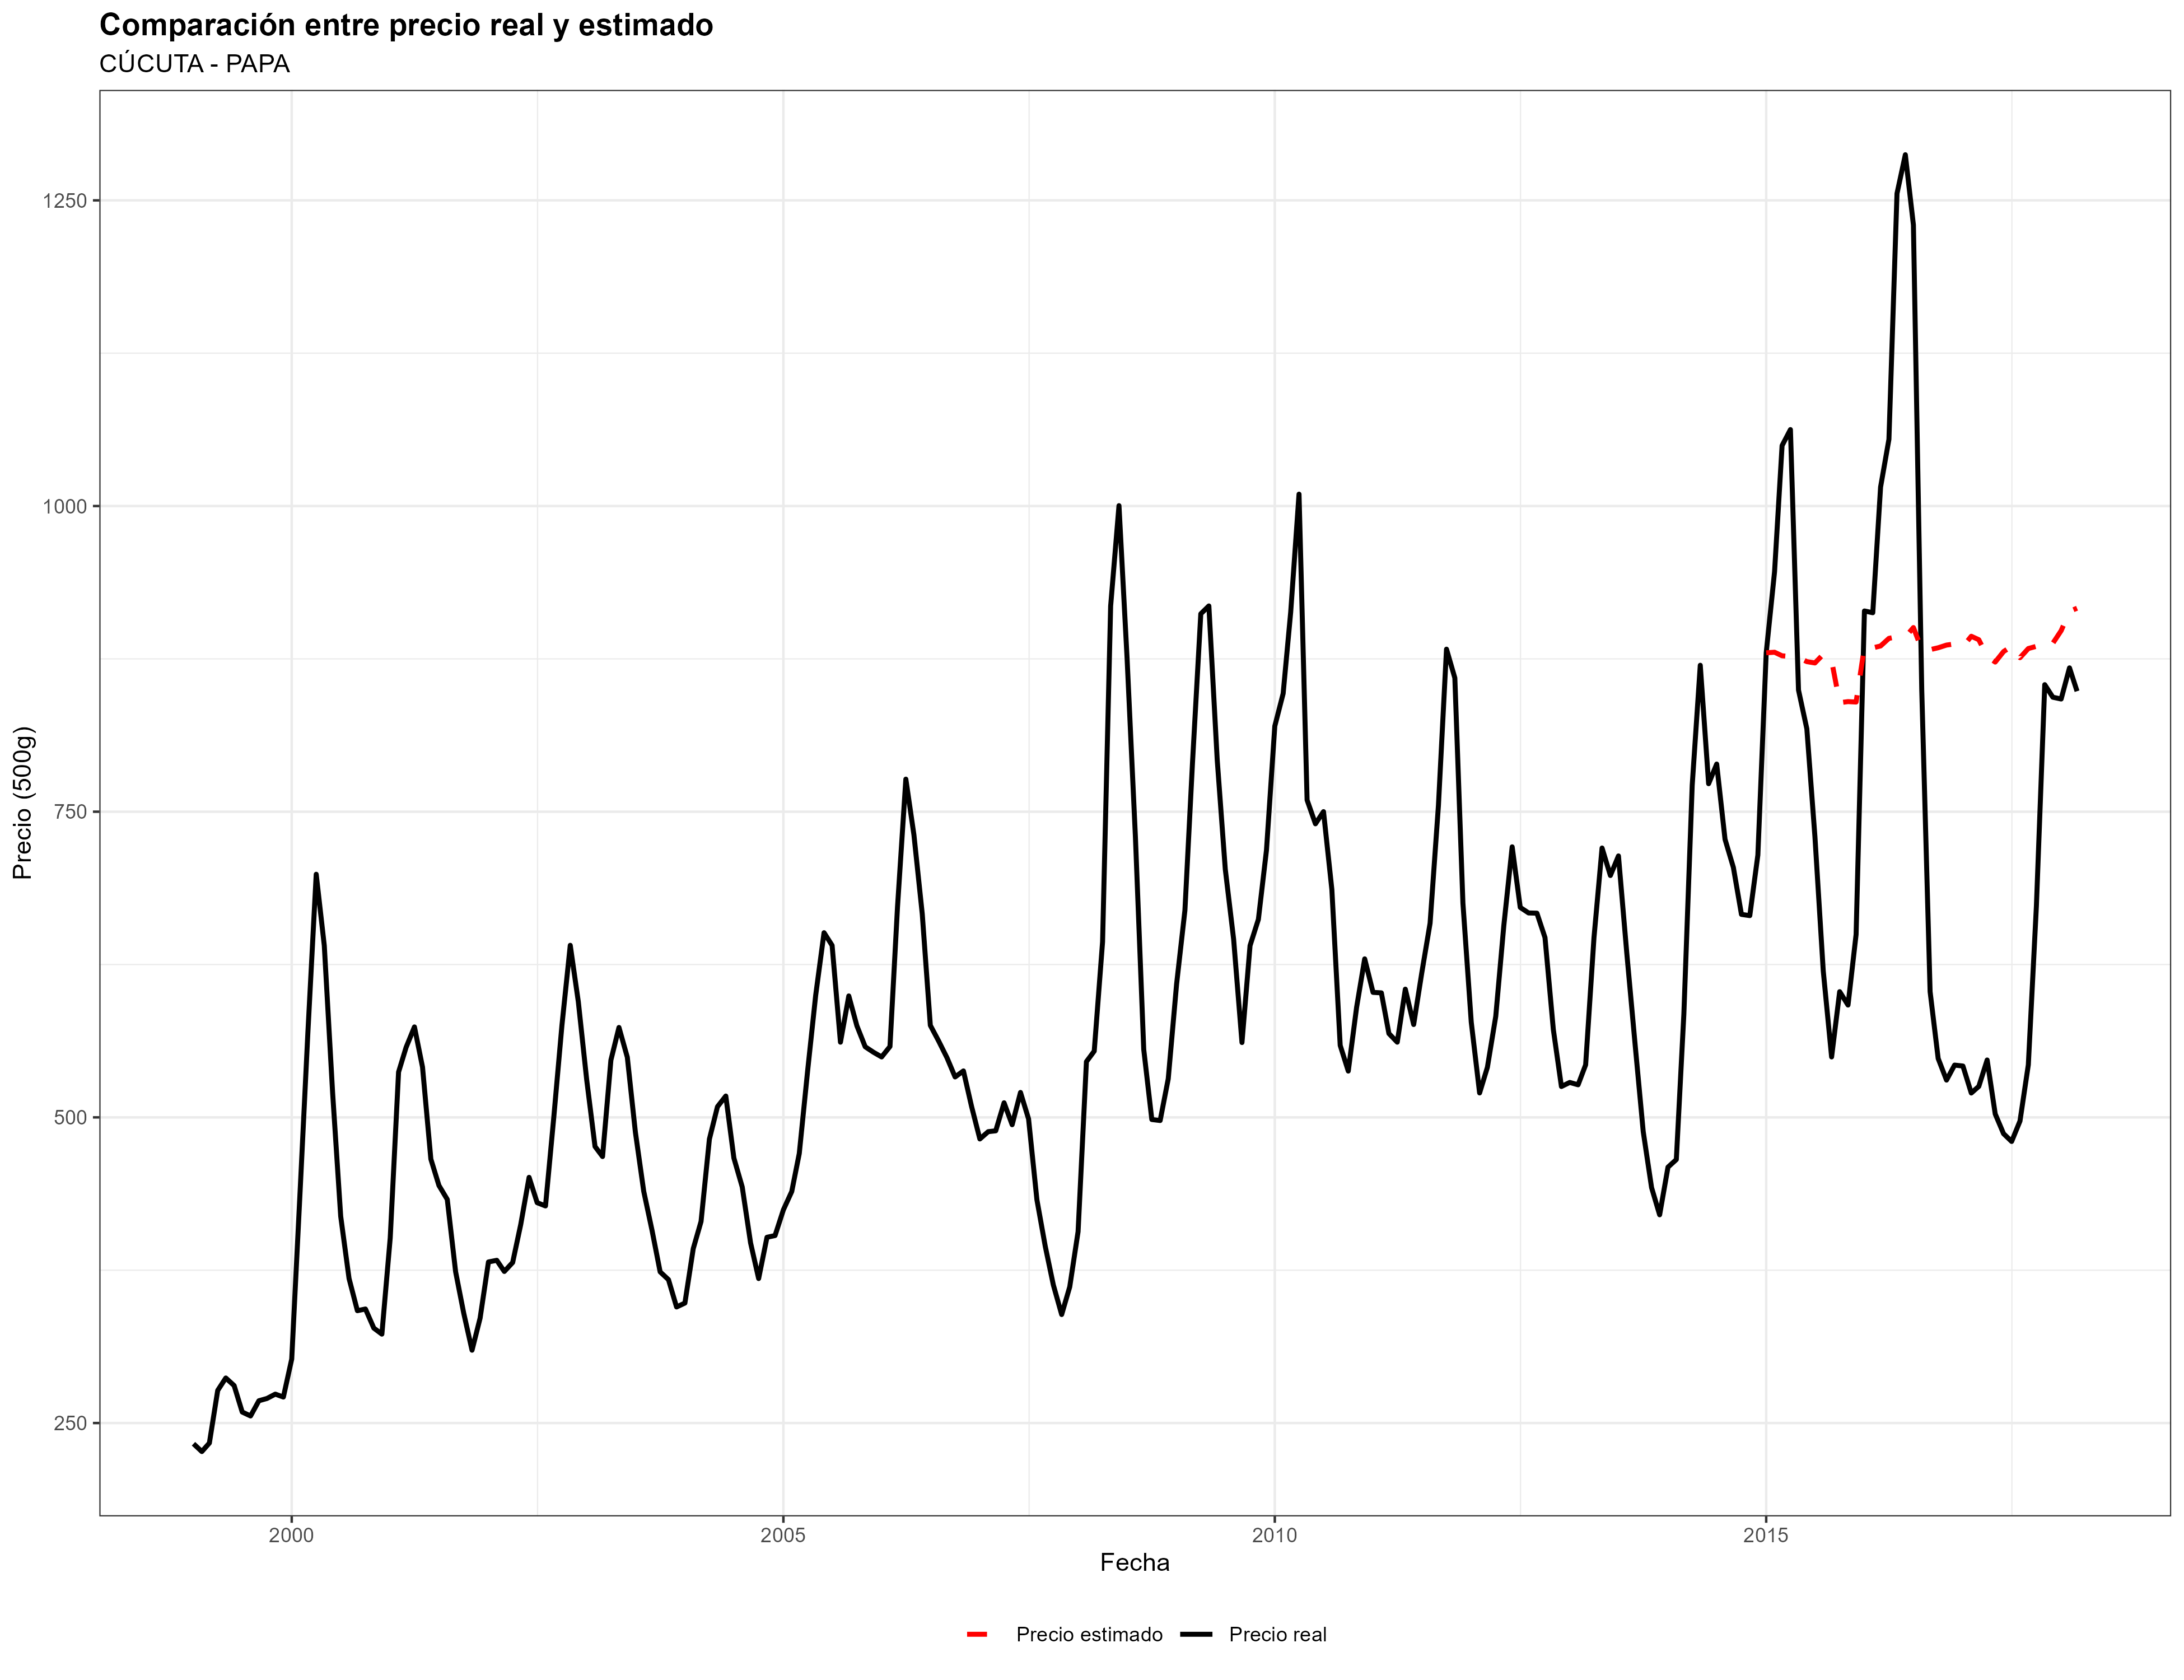 Comparación entre precio real y estimado
CÚCUTA - PAPA
Precio (500g)
1250
1000
750
500
250
2000 2005 2010 2015
Fecha
Precio estimado Precio real